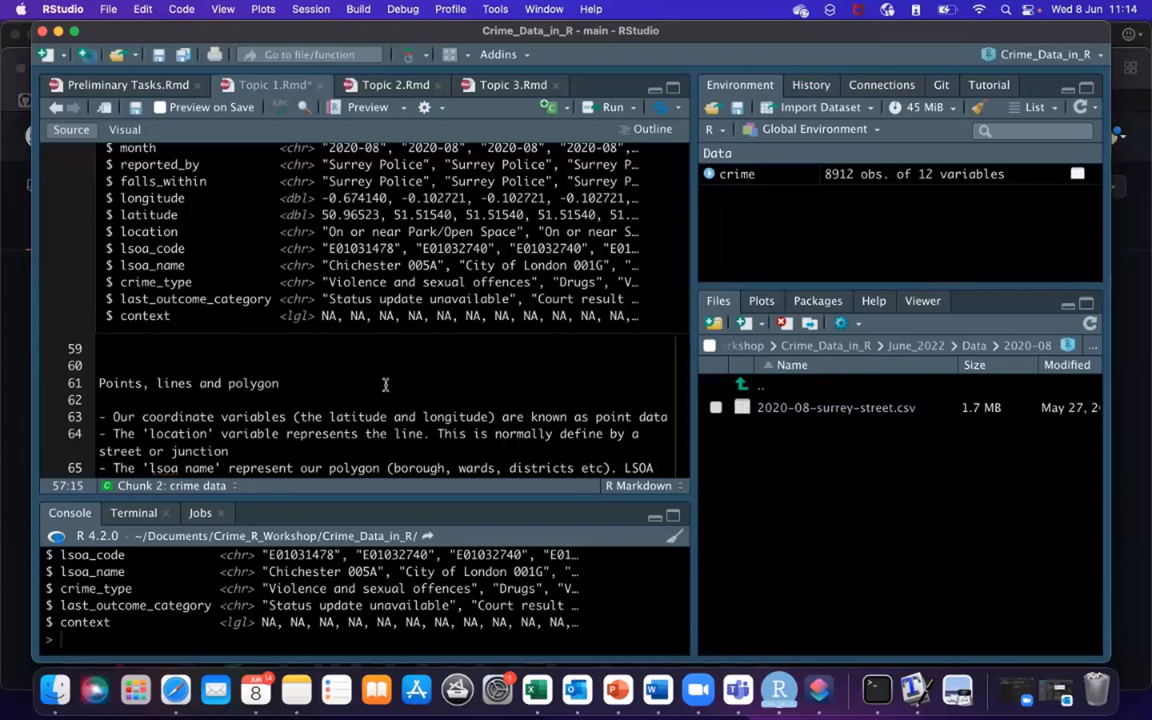 RStudio File Edit Code View Plots Session Build Debug Profile Tools Window Help Wed 8 Jun 11:14
Crime_Data_in_R - main - RStudio
Go to file/function Addins Crime_Data_in_R
Preliminary Tasks.Rmd Topic 1.Rmd* Topic 2.Rmd Topic 3.Rmd
Preview on Save Preview Run
Source Visual Outline
$ month <chr> "2020-08", "2020-08", "2020-08", "2020-08",…
$ reported_by <chr> "Surrey Police", "Surrey Police", "Surrey P…
$ falls_within <chr> "Surrey Police", "Surrey Police", "Surrey P…
$ longitude <dbl> -0.674140, -0.102721, -0.102721, -0.102721,…
$ latitude <dbl> 50.96523, 51.51540, 51.51540, 51.51540, 51.…
$ location <chr> "On or near Park/Open Space", "On or near S…
$ lsoa_code <chr> "E01031478", "E01032740", "E01032740", "E01…
$ lsoa_name <chr> "Chichester 005A", "City of London 001G", "…
$ crime_type <chr> "Violence and sexual offences", "Drugs", "V…
$ last_outcome_category <chr> "Status update unavailable", "Court result …
$ context <lgl> NA, NA, NA, NA, NA, NA, NA, NA, NA, NA, NA,…
59
60
61 Points, lines and polygon
62
63 - Our coordinate variables (the latitude and longitude) are known as point data
64 - The 'location' variable represents the line. This is normally define by a
street or junction
65 - The 'lsoa name' represent our polygon (borough, wards, districts etc). LSOA
57:15 Chunk 2: crime data R Markdown
Console Terminal Jobs
R 4.2.0 · ~/Documents/Crime_R_Workshop/Crime_Data_in_R/
$ lsoa_code <chr> "E01031478", "E01032740", "E01032740", "E01…
$ lsoa_name <chr> "Chichester 005A", "City of London 001G", "…
$ crime_type <chr> "Violence and sexual offences", "Drugs", "V…
$ last_outcome_category <chr> "Status update unavailable", "Court result …
$ context <lgl> NA, NA, NA, NA, NA, NA, NA, NA, NA, NA, NA,…
>
Environment History Connections Git Tutorial
Import Dataset 45 MiB List
R Global Environment
Data
crime 8912 obs. of 12 variables
Files Plots Packages Help Viewer
rkshop Crime_Data_in_R June_2022 Data 2020-08 ...
Name Size Modified
..
2020-08-surrey-street.csv 1.7 MB May 27, 2
JUN 14
8 1